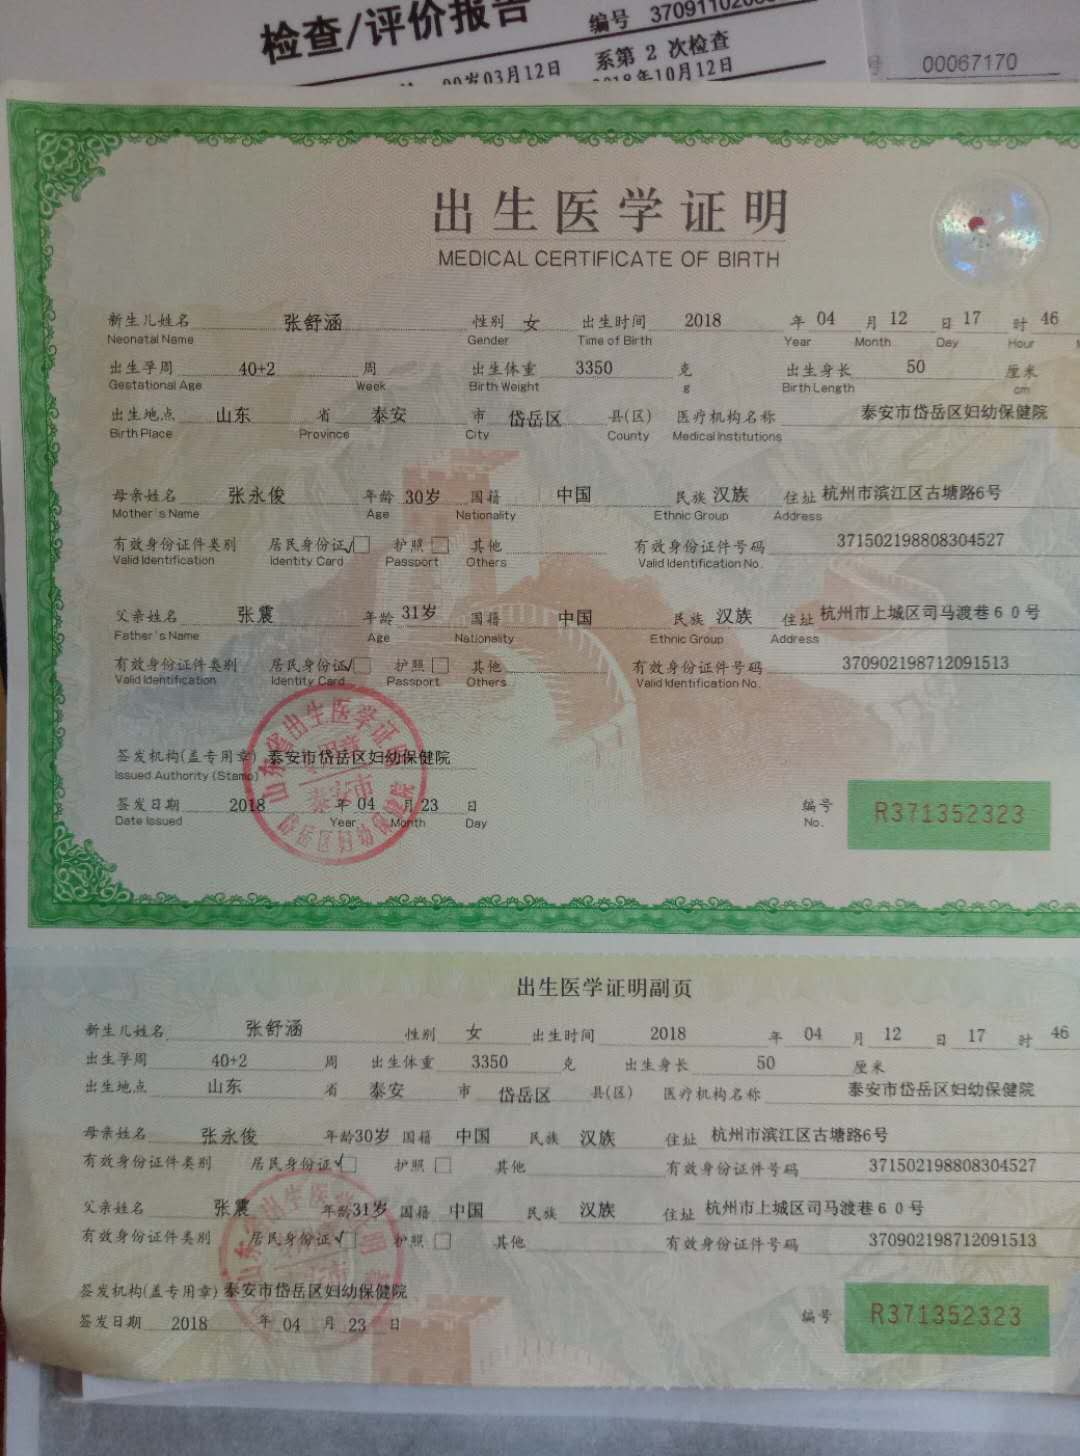 检查/评价报告
编号
系第 2 次检查
00岁03月12日
2018年10月12日
00067170
出生医学证明
MEDICAL CERTIFICATE OF BIRTH
新生儿姓名 张舒涵 性别 女 出生时间 2018 年 04 月 12 日 17 时 46
Neonatal Name Gender Time of Birth Year Month Day Hour
出生孕周 40+2 周 出生体重 3350 克 出生身长 50 厘米
Gestational Age Week Birth Weight g Birth Length cm
出生地点 山东 省 泰安 市 岱岳区 县(区) 医疗机构名称 泰安市岱岳区妇幼保健院
Birth Place Province City County Medical Institutions
母亲姓名 张永俊 年龄 30岁 国籍 中国 民族 汉族 住址 杭州市滨江区古塘路6号
Mother's Name Age Nationality Ethnic Group Address
有效身份证件类别 居民身份证√ 护照 其他 有效身份证件号码 371502198808304527
Valid Identification Identity Card Passport Others Valid Identification No.
父亲姓名 张震 年龄 31岁 国籍 中国 民族 汉族 住址 杭州市上城区司马渡巷60号
Father's Name Age Nationality Ethnic Group Address
有效身份证件类别 居民身份证√ 护照 其他 有效身份证件号码 370902198712091513
Valid Identification Identity Card Passport Others Valid Identification No.
签发机构(盖专用章) 泰安市岱岳区妇幼保健院
Issued Authority (Stamp)
签发日期 2018 年 04 月 23 日 编号 R371352323
Date Issued Year Month Day No.
山东省出生医学证明
专用章
泰安市
岱岳区妇幼保健院
出生医学证明副页
新生儿姓名 张舒涵 性别 女 出生时间 2018 年 04 月 12 日 17 时 46
出生孕周 40+2 周 出生体重 3350 克 出生身长 50 厘米
出生地点 山东 省 泰安 市 岱岳区 县(区) 医疗机构名称 泰安市岱岳区妇幼保健院
母亲姓名 张永俊 年龄30岁 国籍 中国 民族 汉族 住址 杭州市滨江区古塘路6号
有效身份证件类别 居民身份证√ 护照 其他 有效身份证件号码 371502198808304527
父亲姓名 张震 年龄31岁 国籍 中国 民族 汉族 住址 杭州市上城区司马渡巷60号
有效身份证件类别 居民身份证√ 护照 其他 有效身份证件号码 370902198712091513
签发机构(盖专用章) 泰安市岱岳区妇幼保健院
签发日期 2018 年 04 月 23 日 编号 R371352323